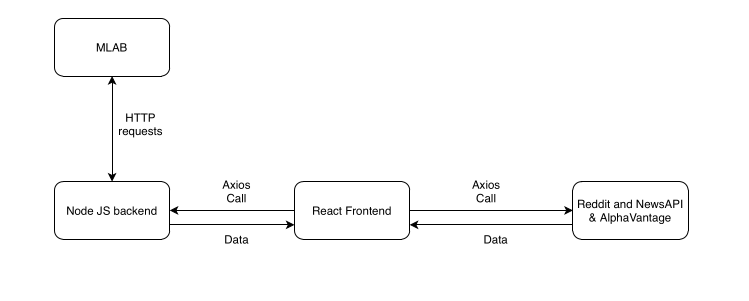 MLAB
HTTP
requests
Axios
Call
Axios
Call
Node JS backend
React Frontend
Reddit and NewsAPI
& AlphaVantage
Data
Data